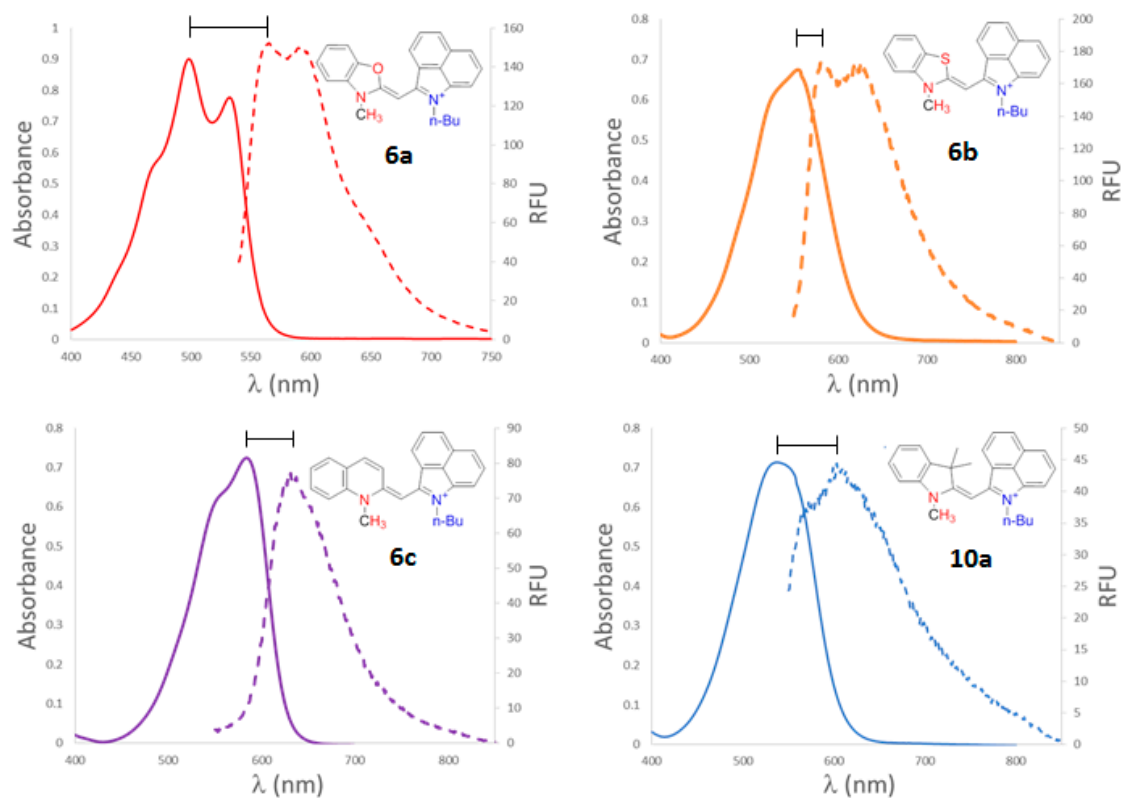 1
0.9
0.8
0.7
0.6
0.5
0.4
0.3
0.2
0.1
0
Absorbance
400 450 500 550 600 650 700 750
λ (nm)
160
140
120
100
80
60
40
20
0
RFU
O
N
CH3
N+
n-Bu
6a
0.8
0.7
0.6
0.5
0.4
0.3
0.2
0.1
0
Absorbance
400 500 600 700 800
λ (nm)
200
180
160
140
120
100
80
60
40
20
0
RFU
S
N
CH3
N+
n-Bu
6b
0.8
0.7
0.6
0.5
0.4
0.3
0.2
0.1
0
Absorbance
400 500 600 700 800
λ (nm)
90
80
70
60
50
40
30
20
10
0
RFU
N
CH3
N+
n-Bu
6c
0.8
0.7
0.6
0.5
0.4
0.3
0.2
0.1
0
Absorbance
400 500 600 700 800
λ (nm)
50
45
40
35
30
25
20
15
10
5
0
RFU
N
CH3
N+
n-Bu
10a